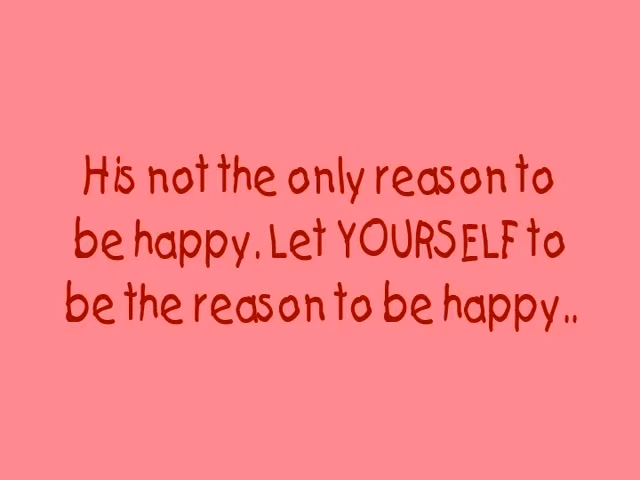 His not the only reason to
be happy. Let YOURSELF to
be the reason to be happy..